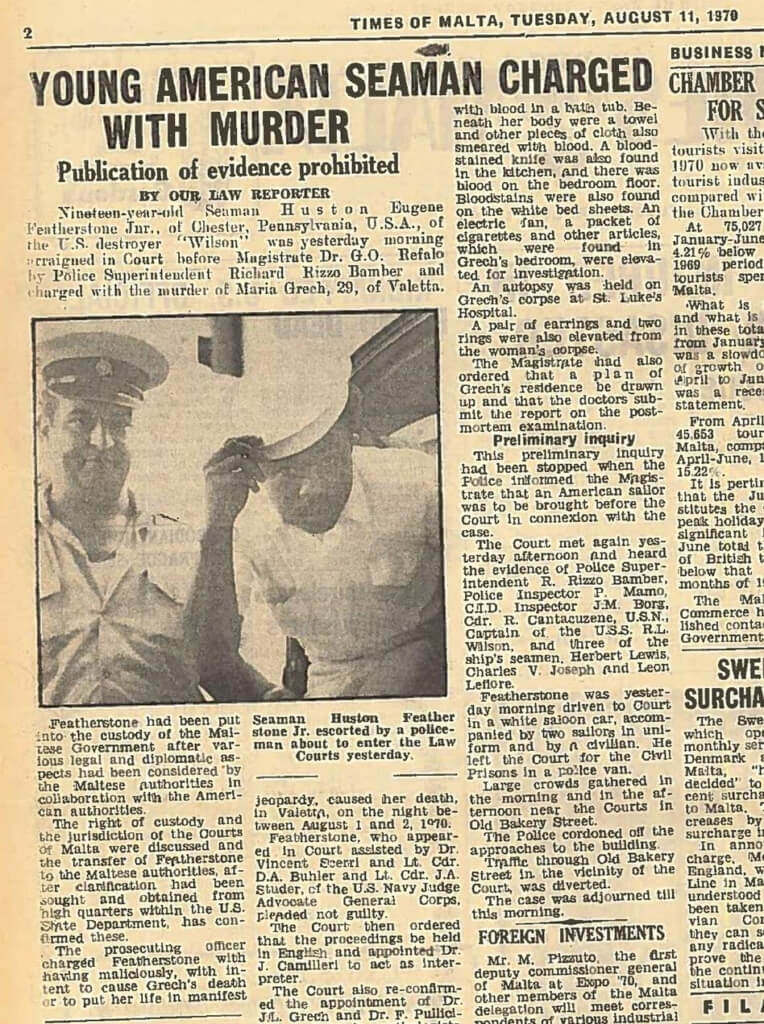 2
TIMES OF MALTA, TUESDAY, AUGUST 11, 1970
YOUNG AMERICAN SEAMAN CHARGED
WITH MURDER
Publication of evidence prohibited
BY OUR LAW REPORTER
Nineteen-year-old Seaman Huston Eugene
Featherstone Jnr., of Chester, Pennsylvania, U.S.A., of
the U.S. destroyer "Wilson" was yesterday morning
arraigned in Court before Magistrate Dr. G.O. Refalo
by Police Superintendent Richard Rizzo Bamber and
charged with the murder of Maria Grech, 29, of Valetta.
Featherstone had been put
into the custody of the Mal-
tese Government after var-
ious legal and diplomatic as-
pects had been considered by
the Maltese authorities in
collaboration with the Ameri-
can authorities.
The right of custody and
the jurisdiction of the Courts
of Malta were discussed and
the transfer of Featherstone
to the Maltese authorities, af-
ter clarification had been
sought and obtained from
high quarters within the U.S.
State Department, has con-
firmed these.
The prosecuting officer
charged Featherstone with
having maliciously, with in-
tent to cause Grech's death
or to put her life in manifest
Seaman Huston Feather
stone Jr. escorted by a police-
man about to enter the Law
Courts yesterday.
jeopardy, caused her death,
in Valetta, on the night be-
tween August 1 and 2, 1970.
Featherstone, who appear-
ed in Court assisted by Dr.
Vincent Scerri and Lt. Cdr.
D.A. Buhler and Lt. Cdr. J.A.
Studer, of the U.S. Navy Judge
Advocate General Corps,
pleaded not guilty.
The Court then ordered
that the proceedings be held
in English and appointed Dr.
J. Camilleri to act as inter-
preter.
The Court also re-confirm-
ed the appointment of Dr.
J.L. Grech and Dr. F. Pullici-
with blood in a bath tub. Be-
neath her body were a towel
and other pieces of cloth also
smeared with blood. A blood-
stained knife was also found
in the kitchen, and there was
blood on the bedroom floor.
Bloodstains were also found
on the white bed sheets. An
electric fan, a packet of
cigarettes and other articles,
which were found in
Grech's bedroom, were eleva-
ted for investigation.
An autopsy was held on
Grech's corpse at St. Luke's
Hospital.
A pair of earrings and two
rings were also elevated from
the woman's corpse.
The Magistrate had also
ordered that a plan of
Grech's residence be drawn
up and that the doctors sub-
mit the report on the post-
mortem examination.
Preliminary inquiry
This preliminary inquiry
had been stopped when the
Police informed the Magis-
trate that an American sailor
was to be brought before the
Court in connexion with the
case.
The Court met again yes-
terday afternoon and heard
the evidence of Police Super-
intendent R. Rizzo Bamber,
Police Inspector P. Mamo,
C.I.D. Inspector J.M. Borg,
Cdr. R. Cantacuzene, U.S.N.,
Captain of the U.S.S. R.L.
Wilson, and three of the
ship's seamen, Herbert Lewis,
Charles V. Joseph and Leon
Leflore.
Featherstone was yester-
day morning driven to Court
in a white saloon car, accom-
panied by two sailors in uni-
form and by a civilian. He
left the Court for the Civil
Prisons in a police van.
Large crowds gathered in
the morning and in the af-
ternoon near the Courts in
Old Bakery Street.
The Police cordoned off the
approaches to the building.
Traffic through Old Bakery
Street in the vicinity of the
Court, was diverted.
The case was adjourned till
this morning.
FOREIGN INVESTMENTS
Mr. M. Pizzuto, the first
deputy commissioner general
of Malta at Expo '70, and
other members of the Malta
delegation will meet corres-
pondents of various industrial
BUSINESS
CHAMBER
FOR S
With the
tourists visit
1970 now av
tourist indus
compared wi
the Chamber
At 75,027
January-June
4.21% below
1969 period
tourists spen
Malta.
"What is
and what is
in these tota
from January
was a slowdo
of growth o
April to Jun
was a rece
statement.
From April
45,653 tour
Malta, compa
April-June, 1
15.22%.
It is perti
that the Ju
stitutes the
peak holiday
significant
June total t
of British t
below that
months of 19
The Mal
Commerce h
lished contac
Government
SWE
SURCHA
The Swe
which ope
monthly ser
Denmark a
Malta, "h
decided" to
cent surcha
to Malta. T
creases by
surcharge i
In anno
charge, Me
England, w
Line in Ma
understood
been taken
vian Con
they can se
any radica
prove the
the contin
situation i
FILA